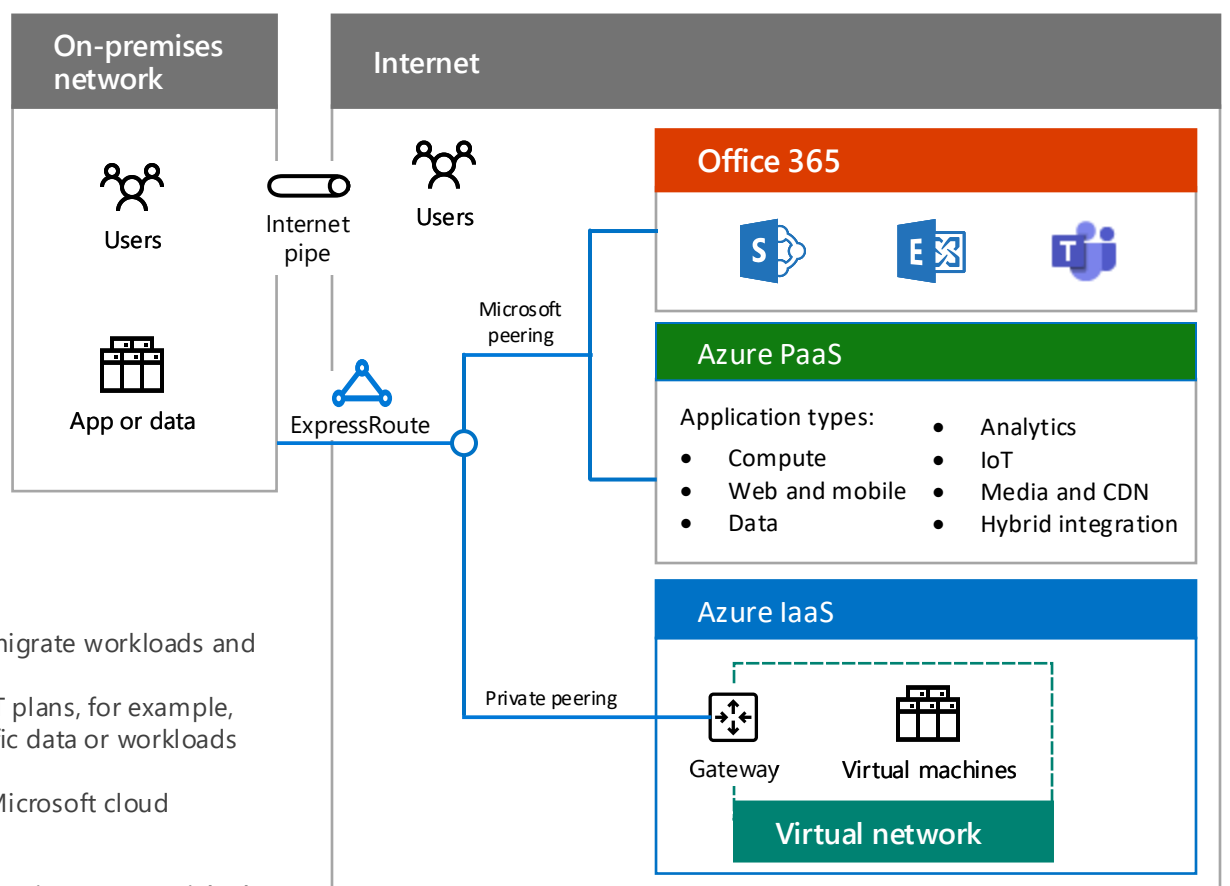 On-premises
network
Internet
Users
Internet
pipe
Users
App or data
ExpressRoute
Microsoft
peering
Private peering
Office 365
S
E
T
Azure PaaS
Application types:
• Compute
• Web and mobile
• Data
• Analytics
• IoT
• Media and CDN
• Hybrid integration
Azure IaaS
Gateway
Virtual machines
Virtual network
migrate workloads and
T plans, for example,
fic data or workloads
Microsoft cloud